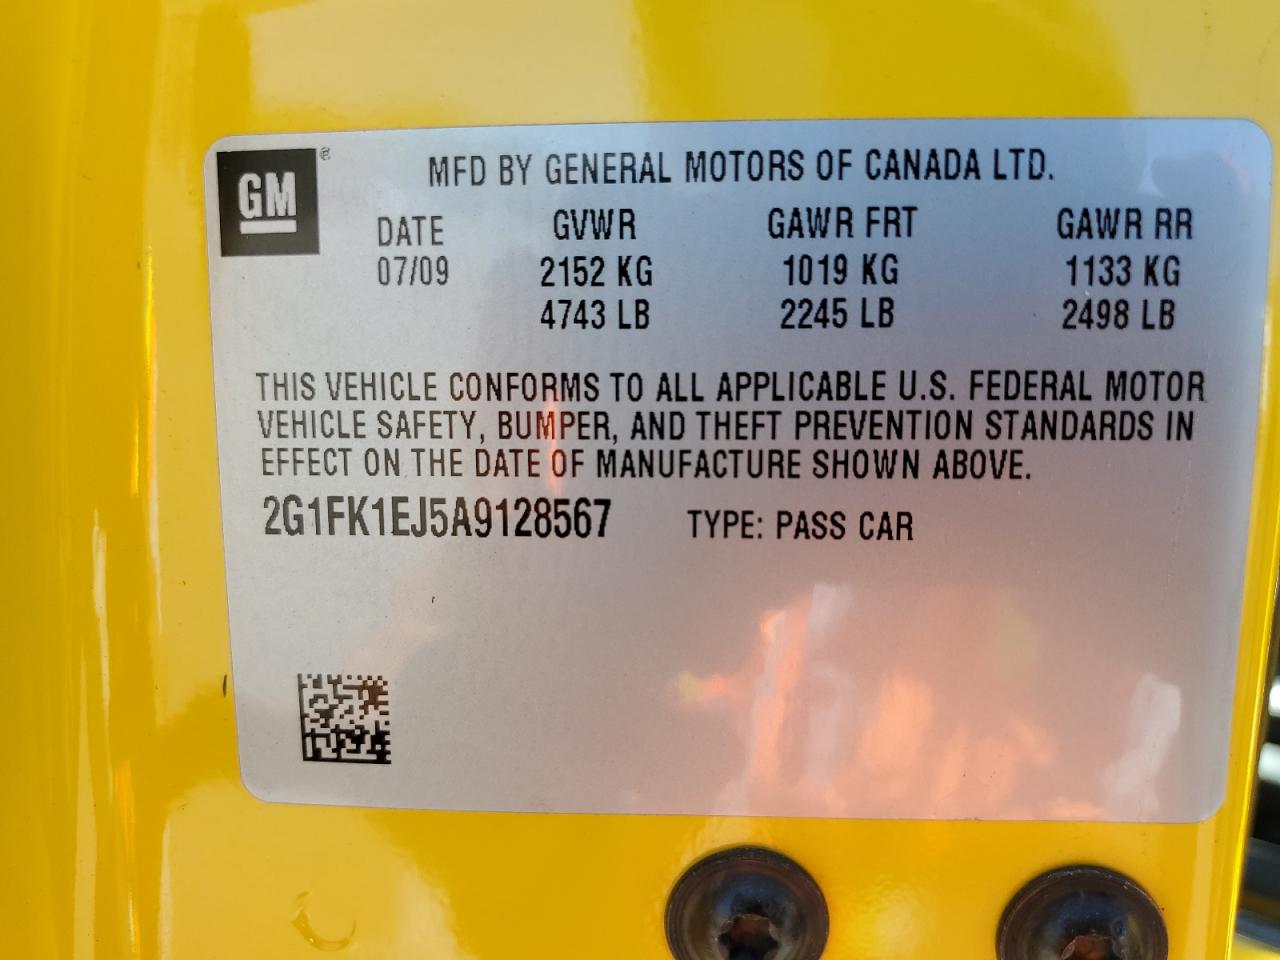 GM ®
MFD BY GENERAL MOTORS OF CANADA LTD.
DATE GVWR GAWR FRT GAWR RR
07/09 2152 KG 1019 KG 1133 KG
4743 LB 2245 LB 2498 LB
THIS VEHICLE CONFORMS TO ALL APPLICABLE U.S. FEDERAL MOTOR
VEHICLE SAFETY, BUMPER, AND THEFT PREVENTION STANDARDS IN
EFFECT ON THE DATE OF MANUFACTURE SHOWN ABOVE.
2G1FK1EJ5A9128567 TYPE: PASS CAR